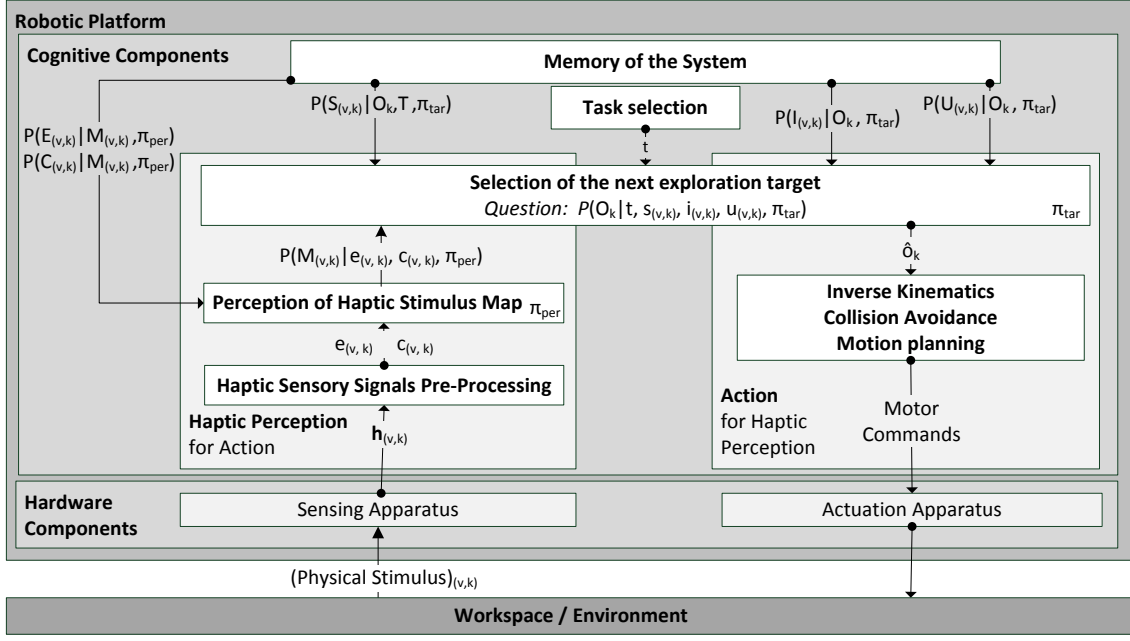 Robotic Platform
Cognitive Components
Memory of the System
P(S(v,k)|Ok,T,πtar)
Task selection
P(I(v,k)|Ok, πtar)
P(U(v,k)|Ok, πtar)
P(E(v,k)|M(v,k),πper)
P(C(v,k)|M(v,k),πper)
t
Selection of the next exploration target
Question: P(Ok|t, s(v,k), i(v,k), u(v,k), πtar)
πtar
P(M(v,k)|e(v, k), c(v, k), πper)
ôk
Perception of Haptic Stimulus Map πper
Inverse Kinematics
Collision Avoidance
Motion planning
e(v, k) c(v, k)
Haptic Sensory Signals Pre-Processing
Haptic Perception
for Action
h(v,k)
Action
for Haptic
Perception
Motor
Commands
Hardware
Components
Sensing Apparatus
Actuation Apparatus
(Physical Stimulus)(v,k)
Workspace / Environment